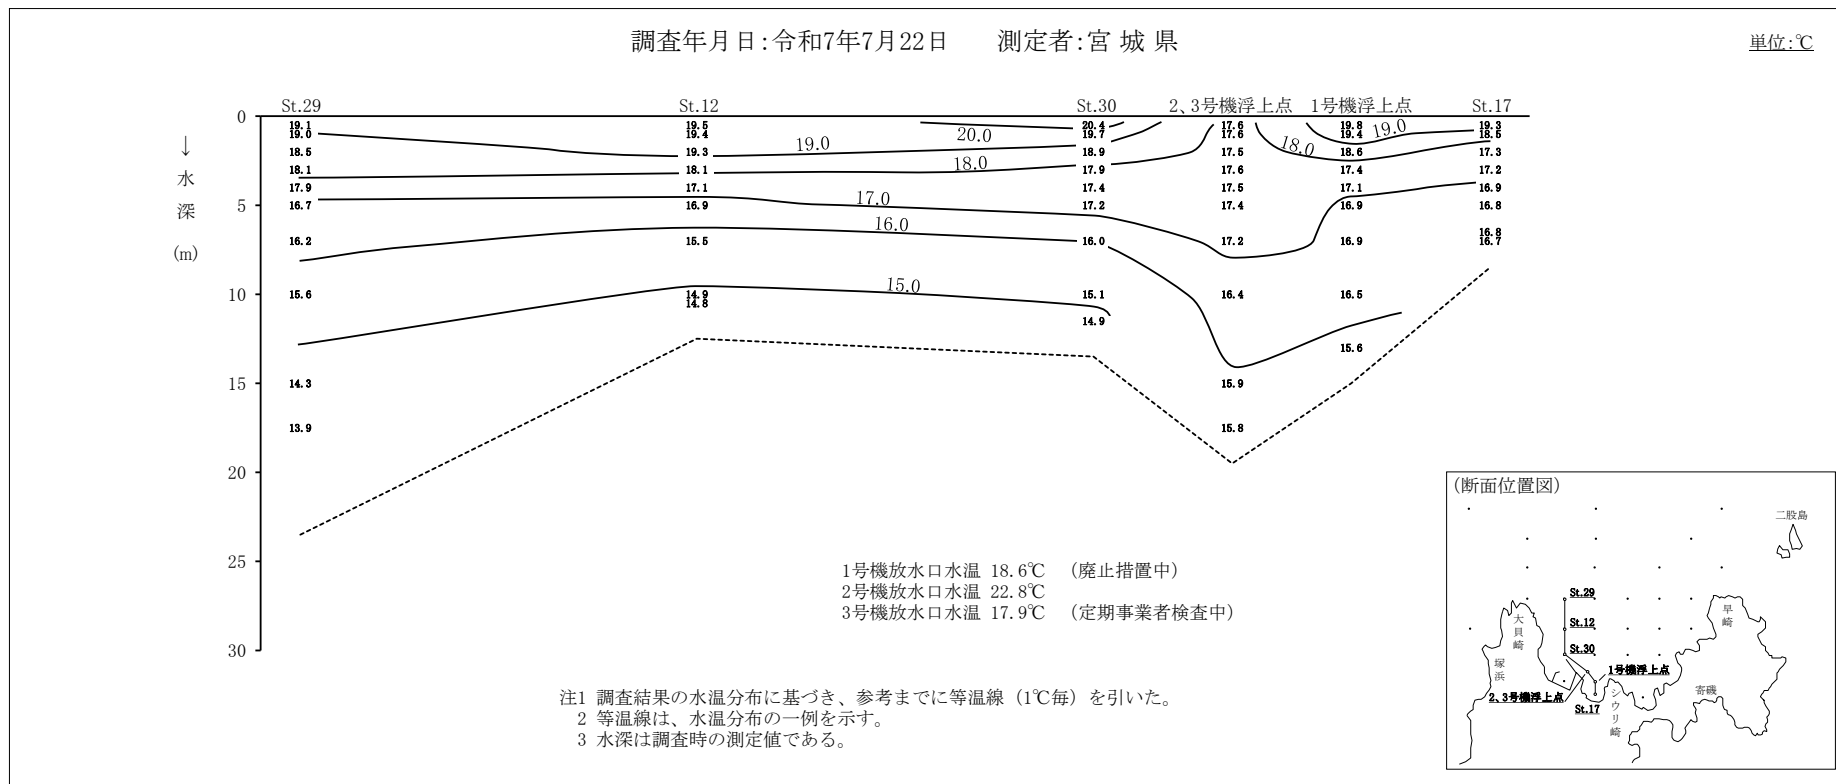 調査年月日：令和7年7月22日　　測定者：宮 城 県
単位：℃
St.29 St.12 St.30 2、3号機浮上点 1号機浮上点 St.17
0
19.1 19.5 20.4 17.6 19.8 19.3
19.0 19.4 19.7 17.6 19.4 18.5
20.0 19.0
18.5 19.3 19.0 18.9 17.5 18.0 18.6 17.3
18.1 18.1 18.0 17.9 17.6 17.4 17.2
17.9 17.1 17.4 17.5 17.1 16.9
↓
水
深
(m)
5
16.7 16.9 17.0 17.2 17.4 16.9 16.8
16.0
16.8
16.2 15.5 16.0 17.2 16.9 16.7
15.0
10
15.6 14.9 15.1 16.4 16.5
14.8
14.9
15.6
15
14.3 15.9
13.9 15.8
20
25
30
1号機放水口水温 18.6℃ （廃止措置中）
2号機放水口水温 22.8℃
3号機放水口水温 17.9℃ （定期事業者検査中）
注1 調査結果の水温分布に基づき、参考までに等温線（1℃毎）を引いた。
2 等温線は、水温分布の一例を示す。
3 水深は調査時の測定値である。
(断面位置図)
二股島
St.29
St.12
St.30
大貝崎
早崎
塚浜
1号機浮上点
2、3号機浮上点
St.17
シウリ崎
寄磯